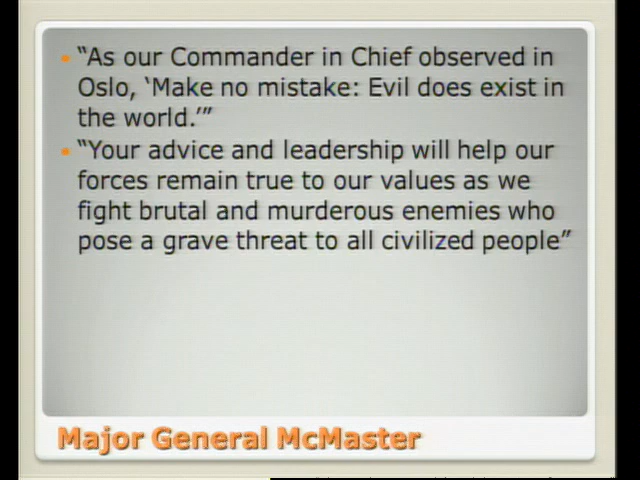 “As our Commander in Chief observed in
Oslo, ‘Make no mistake: Evil does exist in
the world.’”
“Your advice and leadership will help our
forces remain true to our values as we
fight brutal and murderous enemies who
pose a grave threat to all civilized people”
Major General McMaster